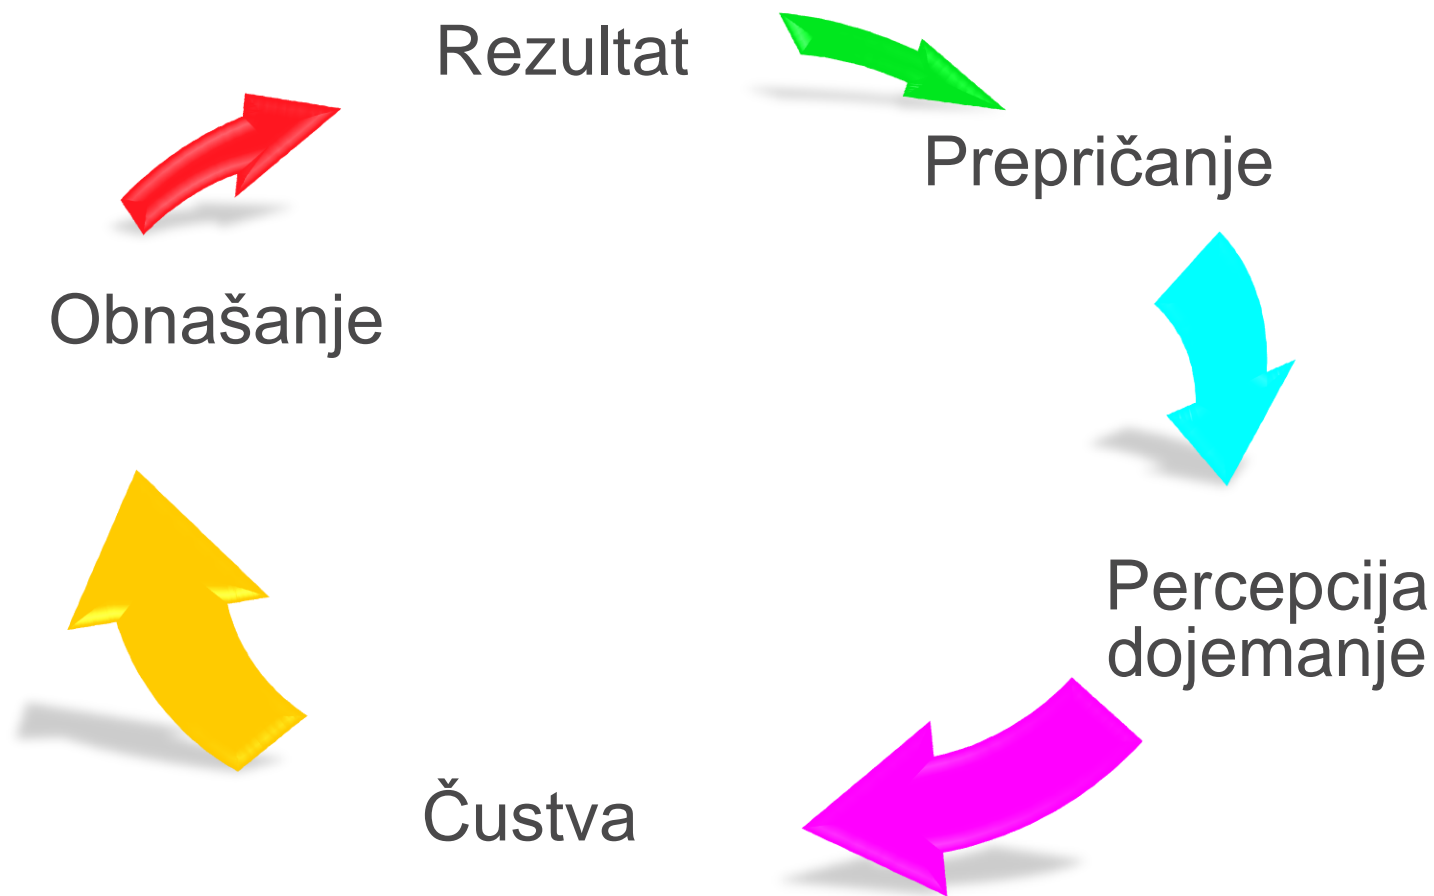 Rezultat
Prepričanje
Obnašanje
Percepcija
dojemanje
Čustva